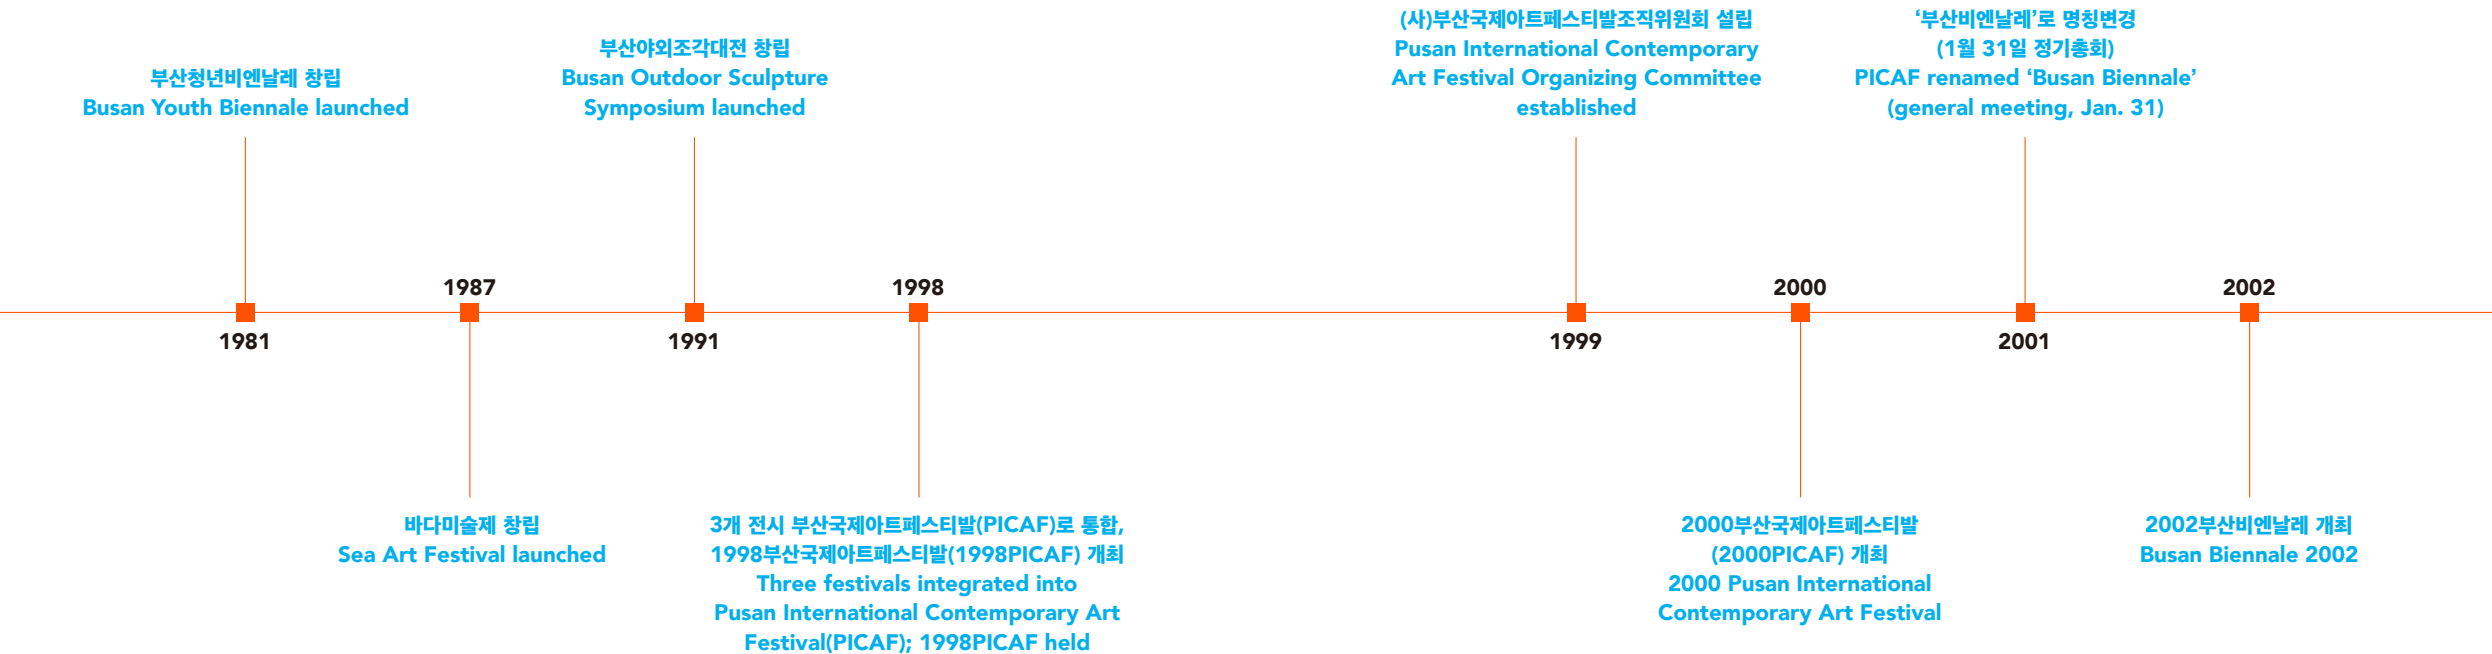 부산청년비엔날레 창립
Busan Youth Biennale launched
1981
1987
바다미술제 창립
Sea Art Festival launched
부산야외조각대전 창립
Busan Outdoor Sculpture
Symposium launched
1991
1998
3개 전시 부산국제아트페스티발(PICAF)로 통합,
1998부산국제아트페스티발(1998PICAF) 개최
Three festivals integrated into
Pusan International Contemporary Art
Festival(PICAF); 1998PICAF held
(사)부산국제아트페스티발조직위원회 설립
Pusan International Contemporary
Art Festival Organizing Committee
established
1999
2000
2000부산국제아트페스티발
(2000PICAF) 개최
2000 Pusan International
Contemporary Art Festival
‘부산비엔날레’로 명칭변경
(1월 31일 정기총회)
PICAF renamed ‘Busan Biennale’
(general meeting, Jan. 31)
2001
2002
2002부산비엔날레 개최
Busan Biennale 2002